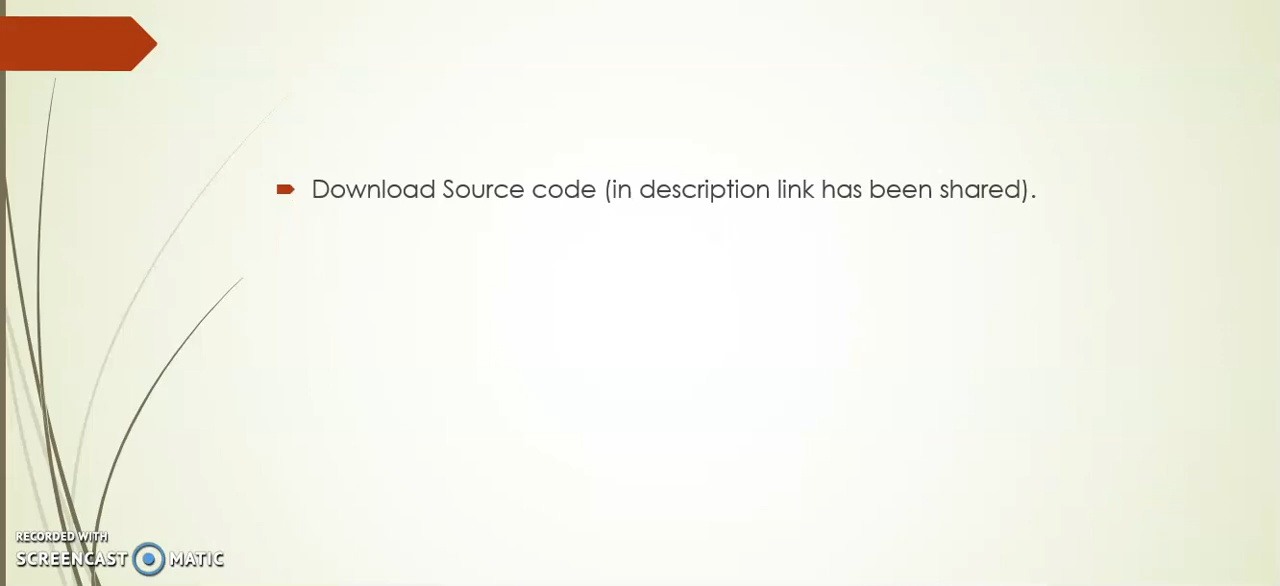 Download Source code (in description link has been shared).
RECORDED WITH
SCREENCAST MATIC